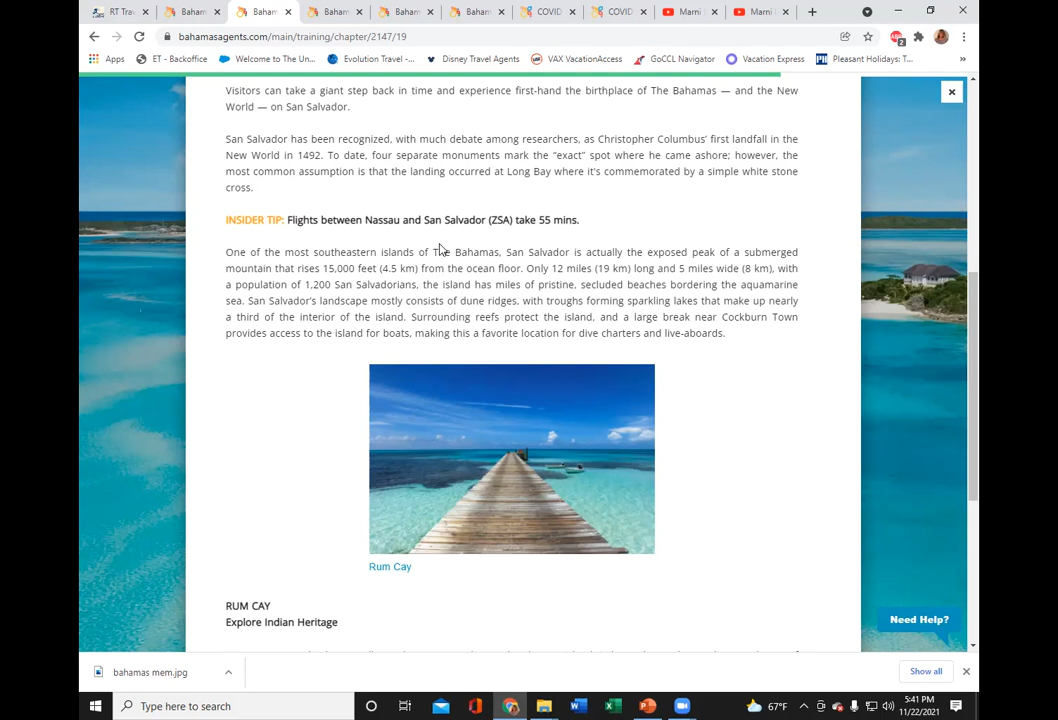 RT Trav
Baham
Baham
Baham
Baham
Baham
COVID
COVID
Marni
Marni
bahamasagents.com/main/training/chapter/2147/19
2
Apps
ET - Backoffice
Welcome to The Un...
Evolution Travel -...
Disney Travel Agents
VAX VacationAccess
GoCCL Navigator
Vacation Express
Pleasant Holidays: T...
Visitors can take a giant step back in time and experience first-hand the birthplace of The Bahamas — and the New
World — on San Salvador.
San Salvador has been recognized, with much debate among researchers, as Christopher Columbus’ first landfall in the
New World in 1492. To date, four separate monuments mark the “exact” spot where he came ashore; however, the
most common assumption is that the landing occurred at Long Bay where it's commemorated by a simple white stone
cross.
INSIDER TIP: Flights between Nassau and San Salvador (ZSA) take 55 mins.
One of the most southeastern islands of The Bahamas, San Salvador is actually the exposed peak of a submerged
mountain that rises 15,000 feet (4.5 km) from the ocean floor. Only 12 miles (19 km) long and 5 miles wide (8 km), with
a population of 1,200 San Salvadorians, the island has miles of pristine, secluded beaches bordering the aquamarine
sea. San Salvador’s landscape mostly consists of dune ridges, with troughs forming sparkling lakes that make up nearly
a third of the interior of the island. Surrounding reefs protect the island, and a large break near Cockburn Town
provides access to the island for boats, making this a favorite location for dive charters and live-aboards.
Rum Cay
RUM CAY
Explore Indian Heritage
Need Help?
bahamas mem.jpg
Show all
Type here to search
67°F
5:41 PM
11/22/2021